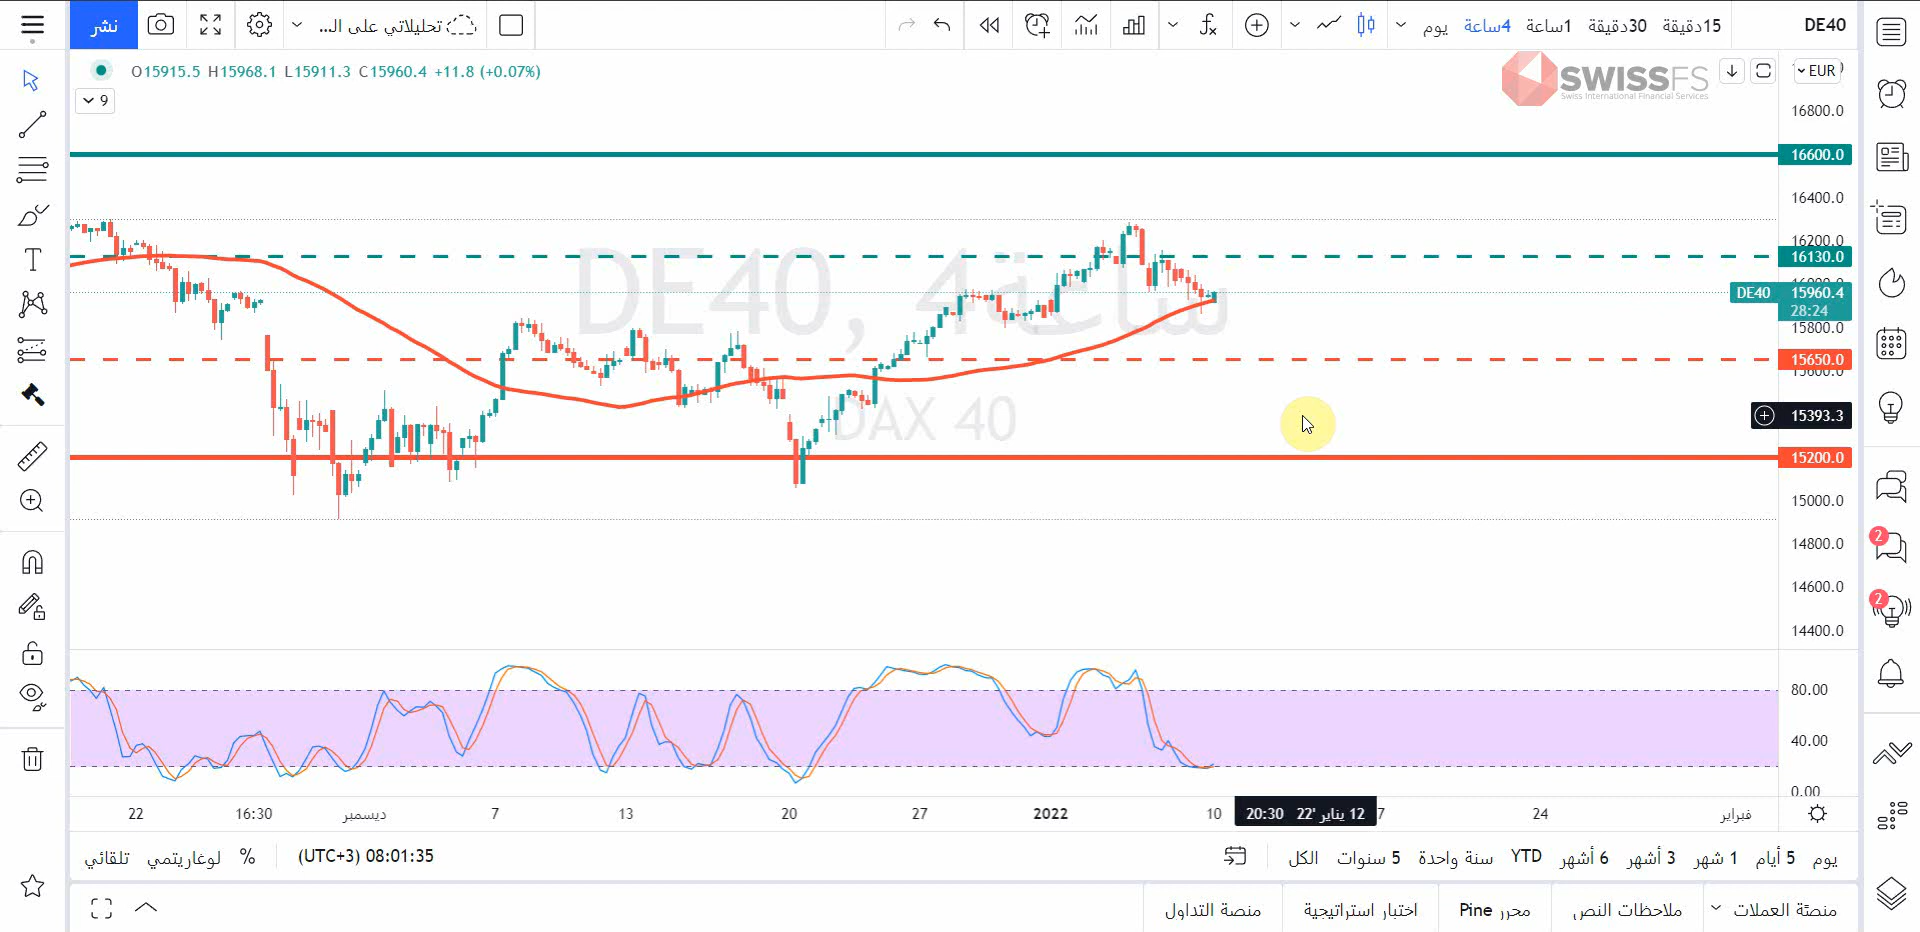 نشر
تحليلاتي على الـ...
يوم
4ساعة
1ساعة
30دقيقة
15دقيقة
DE40
O15915.5 H15968.1 L15911.3 C15960.4 +11.8 (+0.07%)
9
SWISSFS
Swiss International Financial Services
EUR
16800.0
16600.0
16400.0
16200.0
16130.0
DE40 15960.4
28:24
15800.0
15650.0
15600.0
15393.3
15200.0
15000.0
14800.0
14600.0
14400.0
DE40, 4ساعة
DAX 40
80.00
40.00
0.00
2
2
22
16:30
ديسمبر
7
13
20
27
2022
10
12 يناير '22 20:30
7
24
فبراير
تلقائي
لوغاريتمي
%
08:01:35 (UTC+3)
الكل
5 سنوات
سنة واحدة
YTD
6 أشهر
3 أشهر
1 شهر
5 أيام
يوم
منصة التداول
اختبار استراتيجية
محرر Pine
ملاحظات النص
منصئة العملات